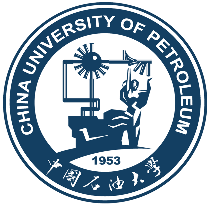 CHINA UNIVERSITY OF PETROLEUM
1953
中国石油大学